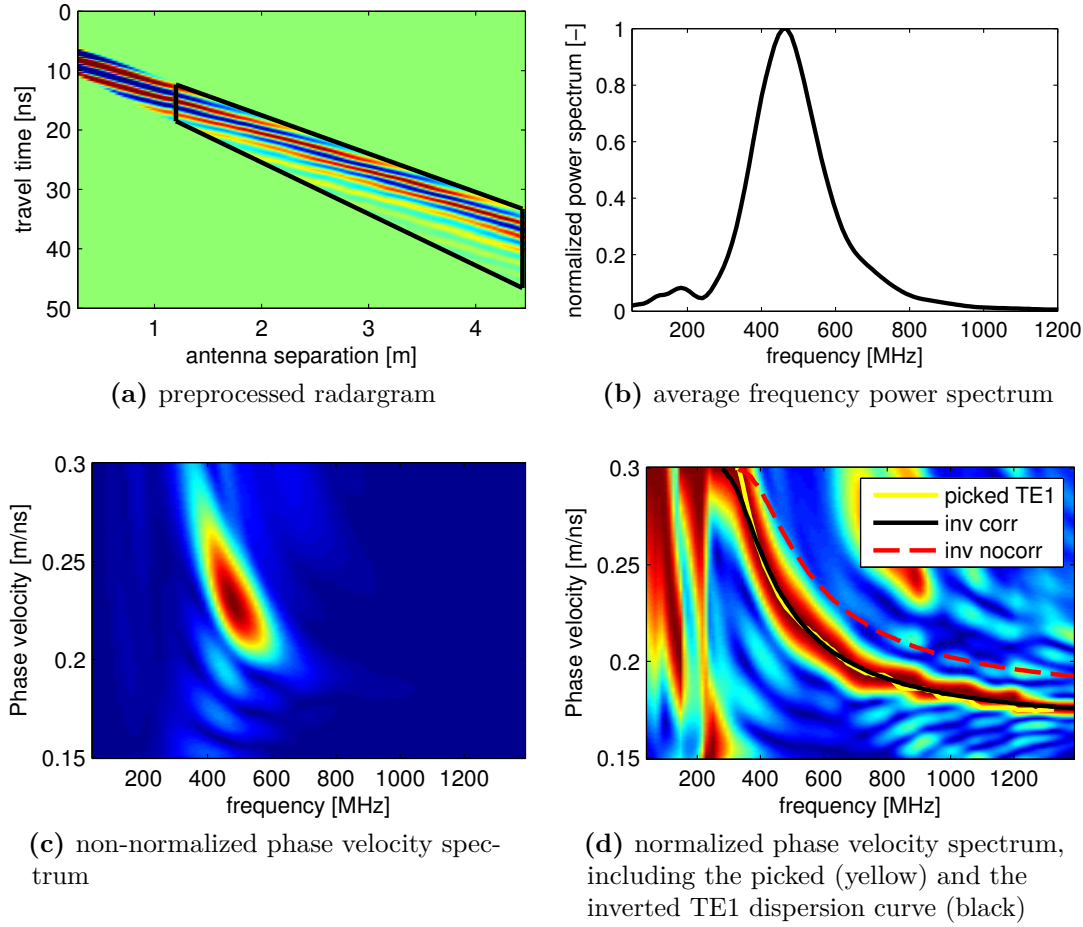 0
10
20
30
40
50
travel time [ns]
1 2 3 4
antenna separation [m]
(a) preprocessed radargram
1
0.8
0.6
0.4
0.2
0
normalized power spectrum [−]
200 400 600 800 1000 1200
frequency [MHz]
(b) average frequency power spectrum
0.3
0.25
0.2
0.15
Phase velocity [m/ns]
200 400 600 800 1000 1200
frequency [MHz]
(c) non-normalized phase velocity spec-
trum
0.3
0.25
0.2
0.15
Phase velocity [m/ns]
picked TE1
inv corr
inv nocorr
200 400 600 800 1000 1200
frequency [MHz]
(d) normalized phase velocity spectrum,
including the picked (yellow) and the
inverted TE1 dispersion curve (black)